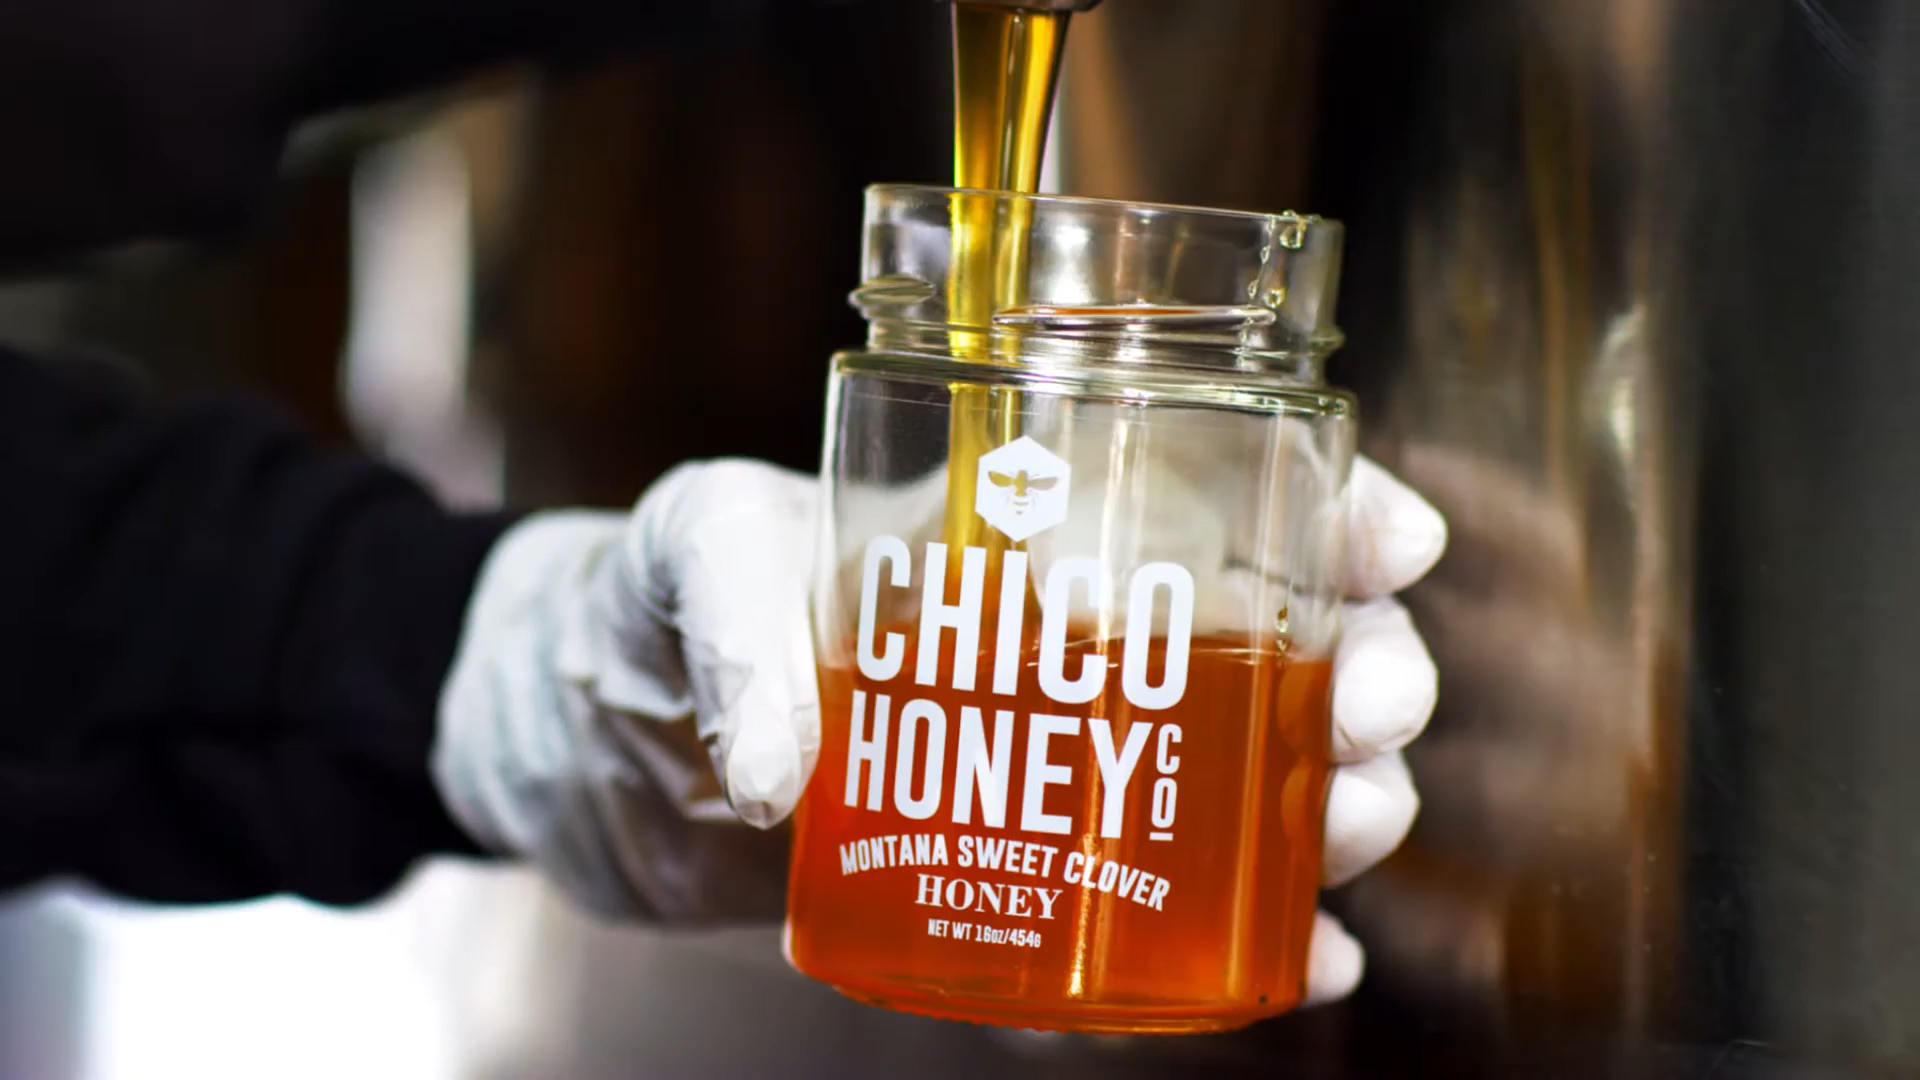 CHICO
HONEY CO
MONTANA SWEET CLOVER
HONEY
NET WT 16OZ/454G